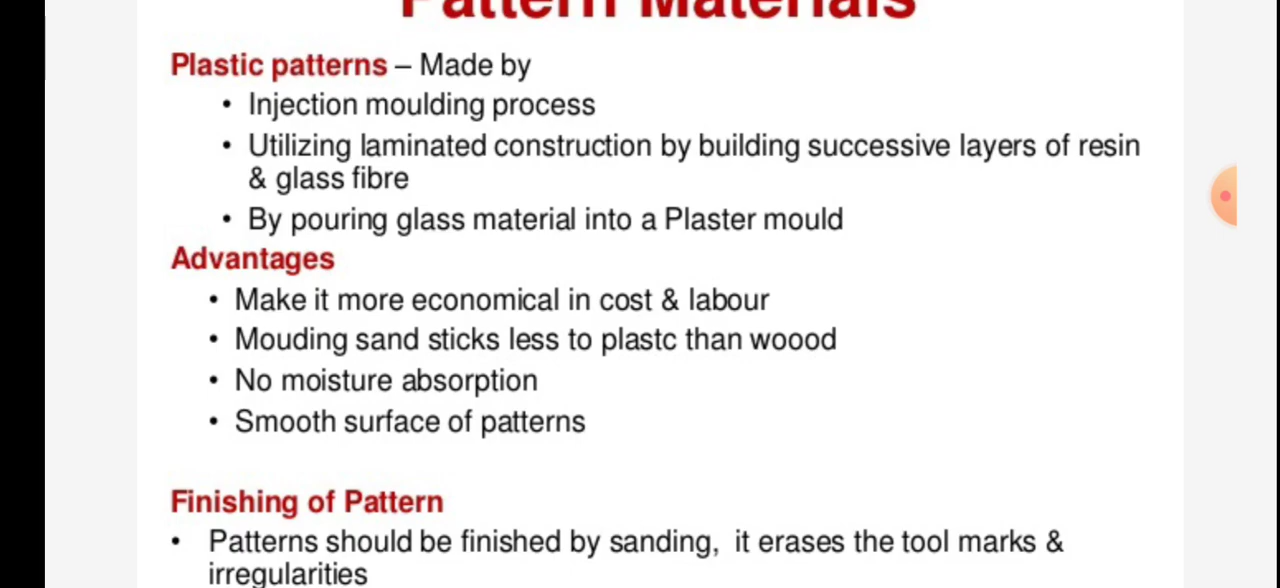 Pattern Materials
Plastic patterns – Made by
• Injection moulding process
• Utilizing laminated construction by building successive layers of resin
& glass fibre
• By pouring glass material into a Plaster mould
Advantages
• Make it more economical in cost & labour
• Mouding sand sticks less to plastc than woood
• No moisture absorption
• Smooth surface of patterns
Finishing of Pattern
• Patterns should be finished by sanding, it erases the tool marks &
irregularities